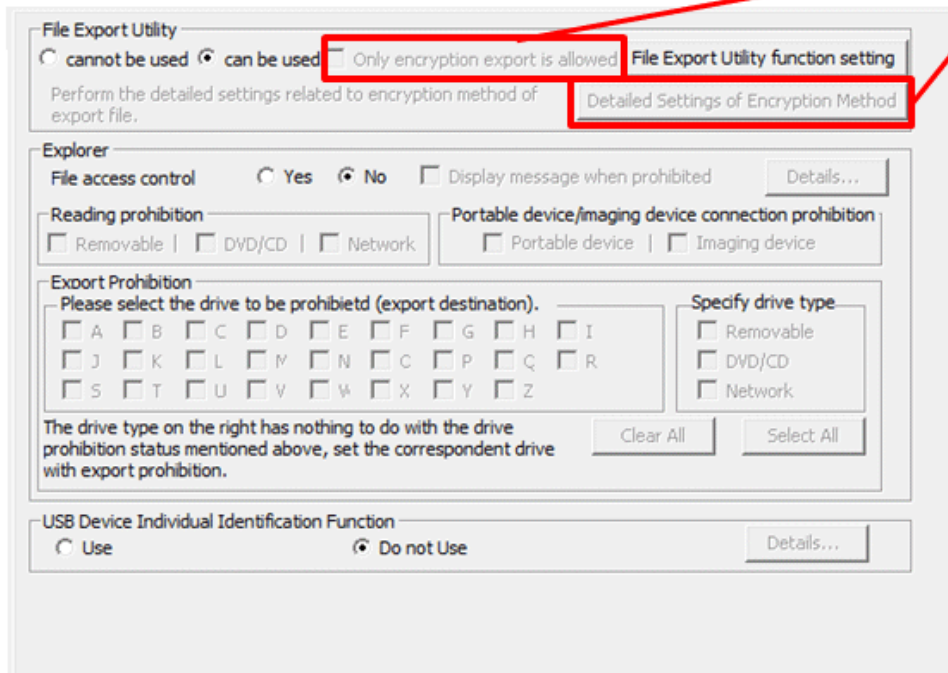 File Export Utility
cannot be used can be used Only encryption export is allowed File Export Utility function setting
Perform the detailed settings related to encryption method of
export file.
Detailed Settings of Encryption Method
Explorer
File access control Yes No Display message when prohibited Details...
Reading prohibition
Removable | DVD/CD | Network
Portable device/imaging device connection prohibition
Portable device | Imaging device
Export Prohibition
Please select the drive to be prohibietd (export destination).
A B C D E F G H I
J K L M N O P Q R
S T U V W X Y Z
Specify drive type
Removable
DVD/CD
Network
The drive type on the right has nothing to do with the drive
prohibition status mentioned above, set the correspondent drive
with export prohibition.
Clear All Select All
USB Device Individual Identification Function
Use Do not Use Details...